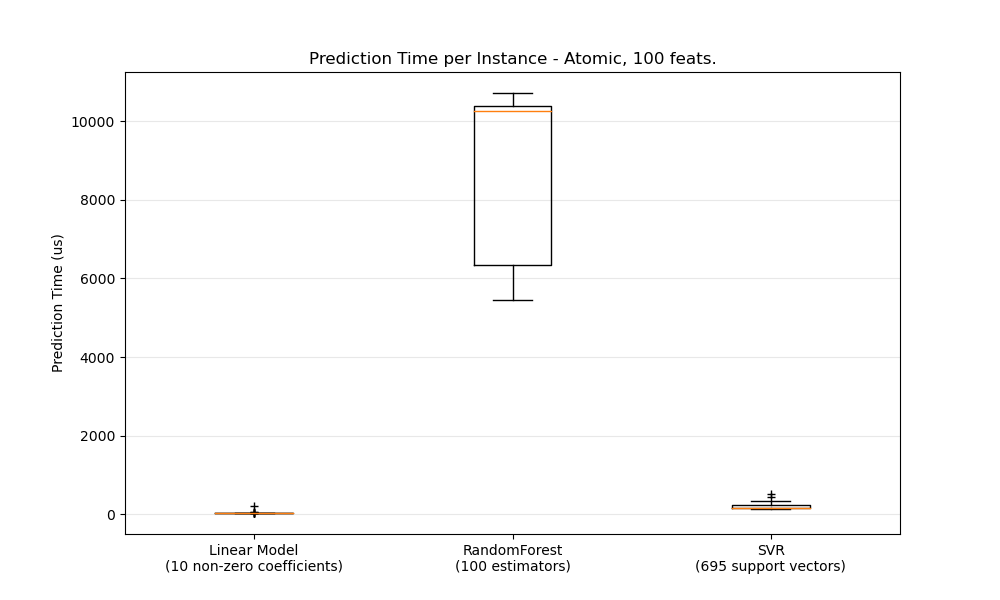 Prediction Time per Instance - Atomic, 100 feats.
Prediction Time (us)
10000
8000
6000
4000
2000
0
Linear Model
(10 non-zero coefficients)
RandomForest
(100 estimators)
SVR
(695 support vectors)